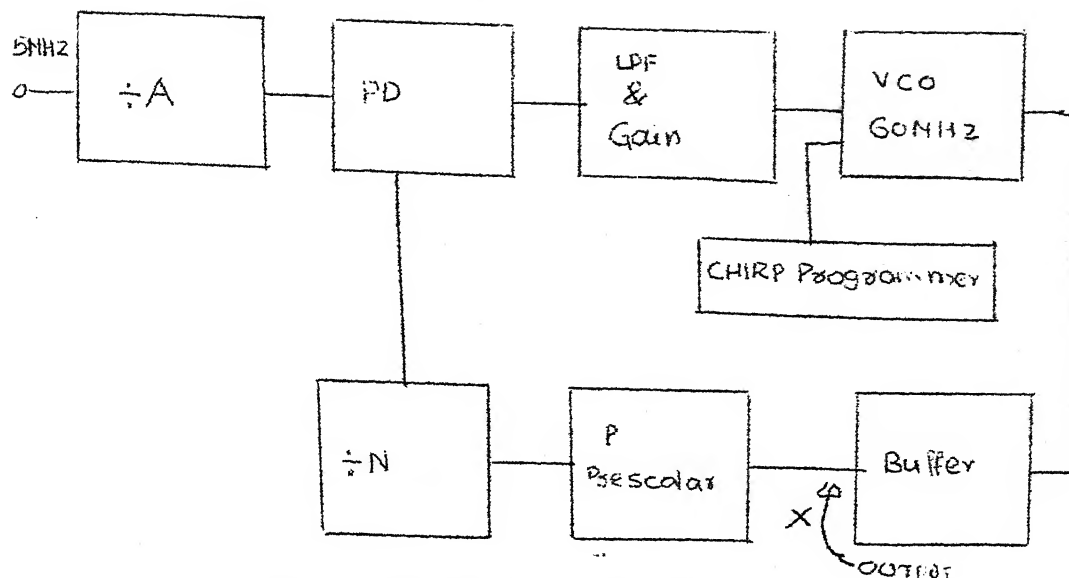 5MHZ
÷A
PD
LPF
&
Gain
VCO
60MHZ
CHIRP Programmer
÷N
P
Prescalar
Buffer
X
OUTPUT